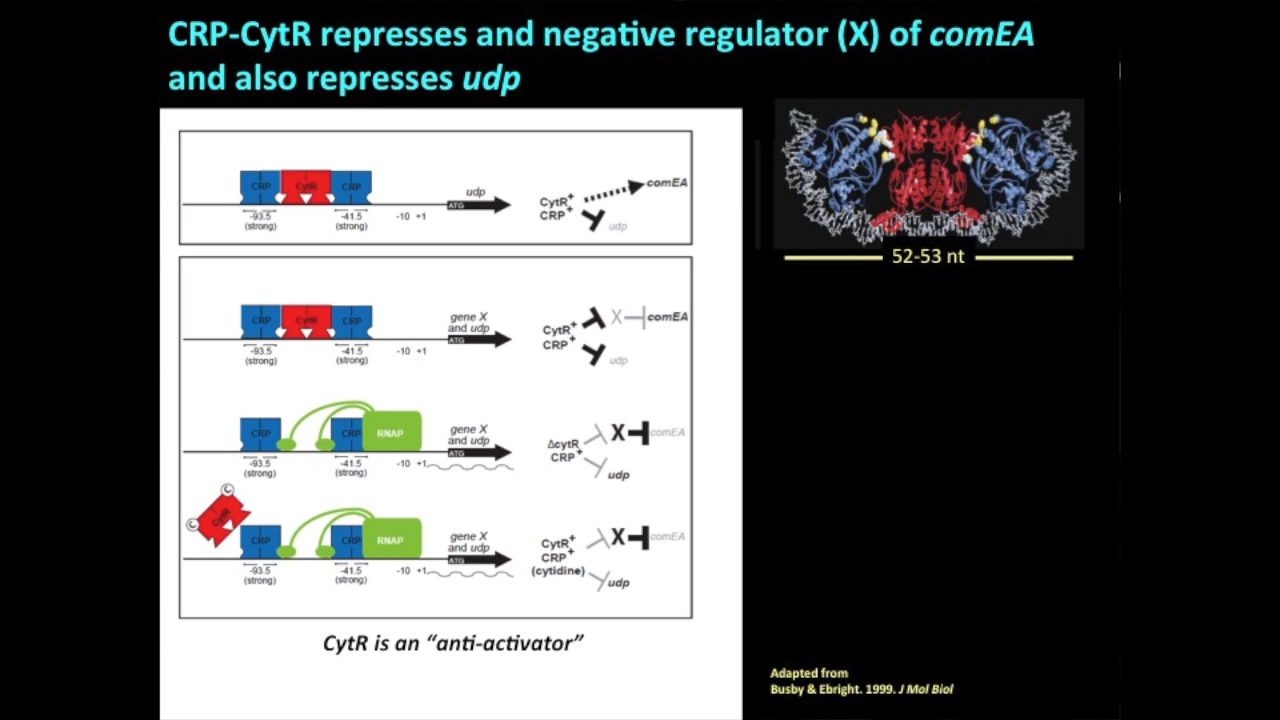 CRP-CytR represses and negative regulator (X) of comEA
and also represses udp
CRP CytR CRP
-93.5
(strong)
-41.5
(strong)
-10 +1
udp
ATG
CytR+
CRP+
comEA
udp
CRP CytR CRP
-93.5
(strong)
-41.5
(strong)
-10 +1
gene X
and udp
ATG
CytR+
CRP+
X
comEA
udp
CRP CRP RNAP
-93.5
(strong)
-41.5
(strong)
-10 +1
gene X
and udp
ATG
ΔcytR
CRP+
X
comEA
udp
C
C
CytR
CRP CRP RNAP
-93.5
(strong)
-41.5
(strong)
-10 +1
gene X
and udp
ATG
CytR+
CRP+
(cytidine)
X
comEA
udp
CytR is an “anti-activator”
52-53 nt
Adapted from
Busby & Ebright. 1999. J Mol Biol